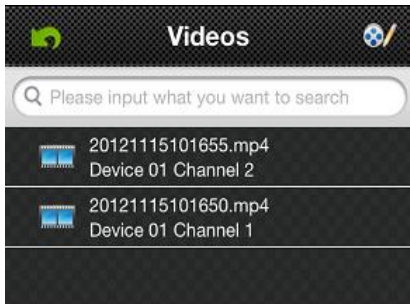 Videos
Please input what you want to search
20121115101655.mp4
Device 01 Channel 2
20121115101650.mp4
Device 01 Channel 1